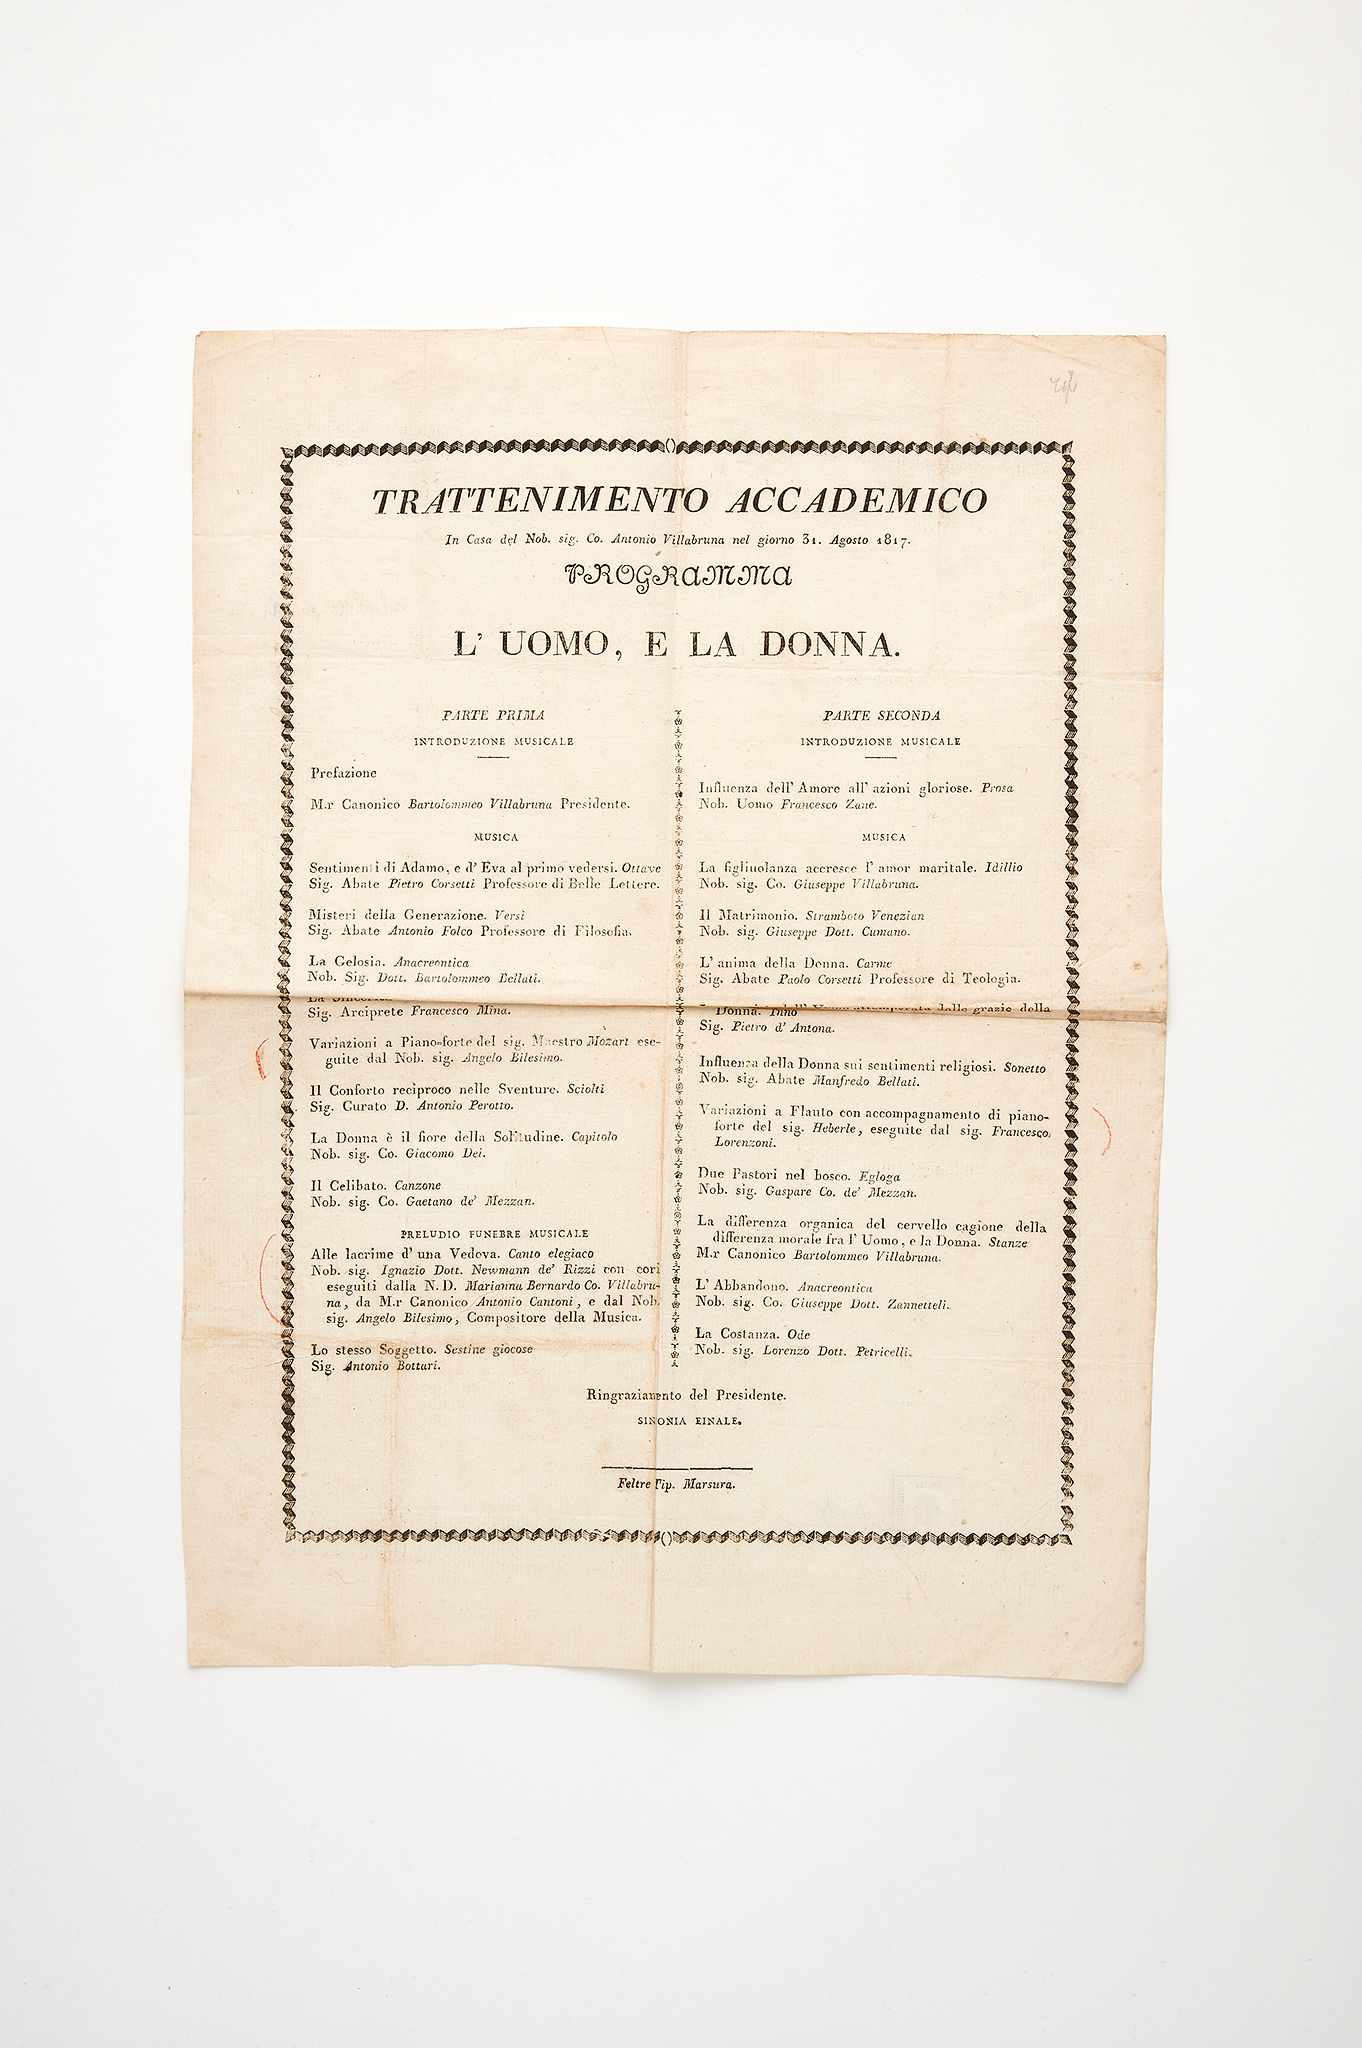 TRATTENIMENTO ACCADEMICO
In Casa del Nob. sig. Co. Antonio Villabruna nel giorno 31. Agosto 1817.
PROGRAMMA
L' UOMO, E LA DONNA.
PARTE PRIMA
INTRODUZIONE MUSICALE
Prefazione
M.r Canonico Bartolommeo Villabruna Presidente.
MUSICA
Sentimenti di Adamo, e d' Eva al primo vedersi. Ottave
Sig. Abate Pietro Corsetti Professore di Belle Lettere.
Misteri della Generazione. Versi
Sig. Abate Antonio Folco Professore di Filosofia.
La Gelosia. Anacreontica
Nob. Sig. Dott. Bartolommeo Bellati.
La
Sig. Arciprete Francesco Mina.
Variazioni a Piano=forte del sig. Maestro Mozart ese-
guite dal Nob. sig. Angelo Bilesimo.
Il Conforto reciproco nelle Sventure. Sciolti
Sig. Curato D. Antonio Perotto.
La Donna è il fiore della Solitudine. Capitolo
Nob. sig. Co. Giacomo Dei.
Il Celibato. Canzone
Nob. sig. Co. Gaetano de' Mezzan.
PRELUDIO FUNEBRE MUSICALE
Alle lacrime d' una Vedova. Canto elegiaco
Nob. sig. Ignazio Dott. Newmann de' Rizzi con cori
eseguiti dalla N. D. Marianna Bernardo Co. Villabru-
na, da M.r Canonico Antonio Cantoni, e dal Nob.
sig. Angelo Bilesimo, Compositore della Musica.
Lo stesso Soggetto. Sestine giocose
Sig. Antonio Bottari.
PARTE SECONDA
INTRODUZIONE MUSICALE
Influenza dell' Amore all' azioni gloriose. Prosa
Nob. Uomo Francesco Zane.
MUSICA
La figliuolanza accresce l' amor maritale. Idillio
Nob. sig. Co. Giuseppe Villabruna.
Il Matrimonio. Stramboto Venezian
Nob. sig. Giuseppe Dott. Cumano.
L' anima della Donna. Carme
Sig. Abate Paolo Corsetti Professore di Teologia.
dell' Uomo attemperata dalle grazie della
Donna. Inno
Sig. Pietro d' Antona.
Influenza della Donna sui sentimenti religiosi. Sonetto
Nob. sig. Abate Manfredo Bellati.
Variazioni a Flauto con accompagnamento di piano-
forte del sig. Heberle, eseguite dal sig. Francesco
Lorenzoni.
Due Pastori nel bosco. Egloga
Nob. sig. Gaspare Co. de' Mezzan.
La differenza organica del cervello cagione della
differenza morale fra l' Uomo, e la Donna. Stanze
M.r Canonico Bartolommeo Villabruna.
L' Abbandono. Anacreontica
Nob. sig. Co. Giuseppe Dott. Zannetteli.
La Costanza. Ode
Nob. sig. Lorenzo Dott. Petricelli.
Ringraziamento del Presidente.
SINONIA EINALE.
Feltre Tip. Marsura.